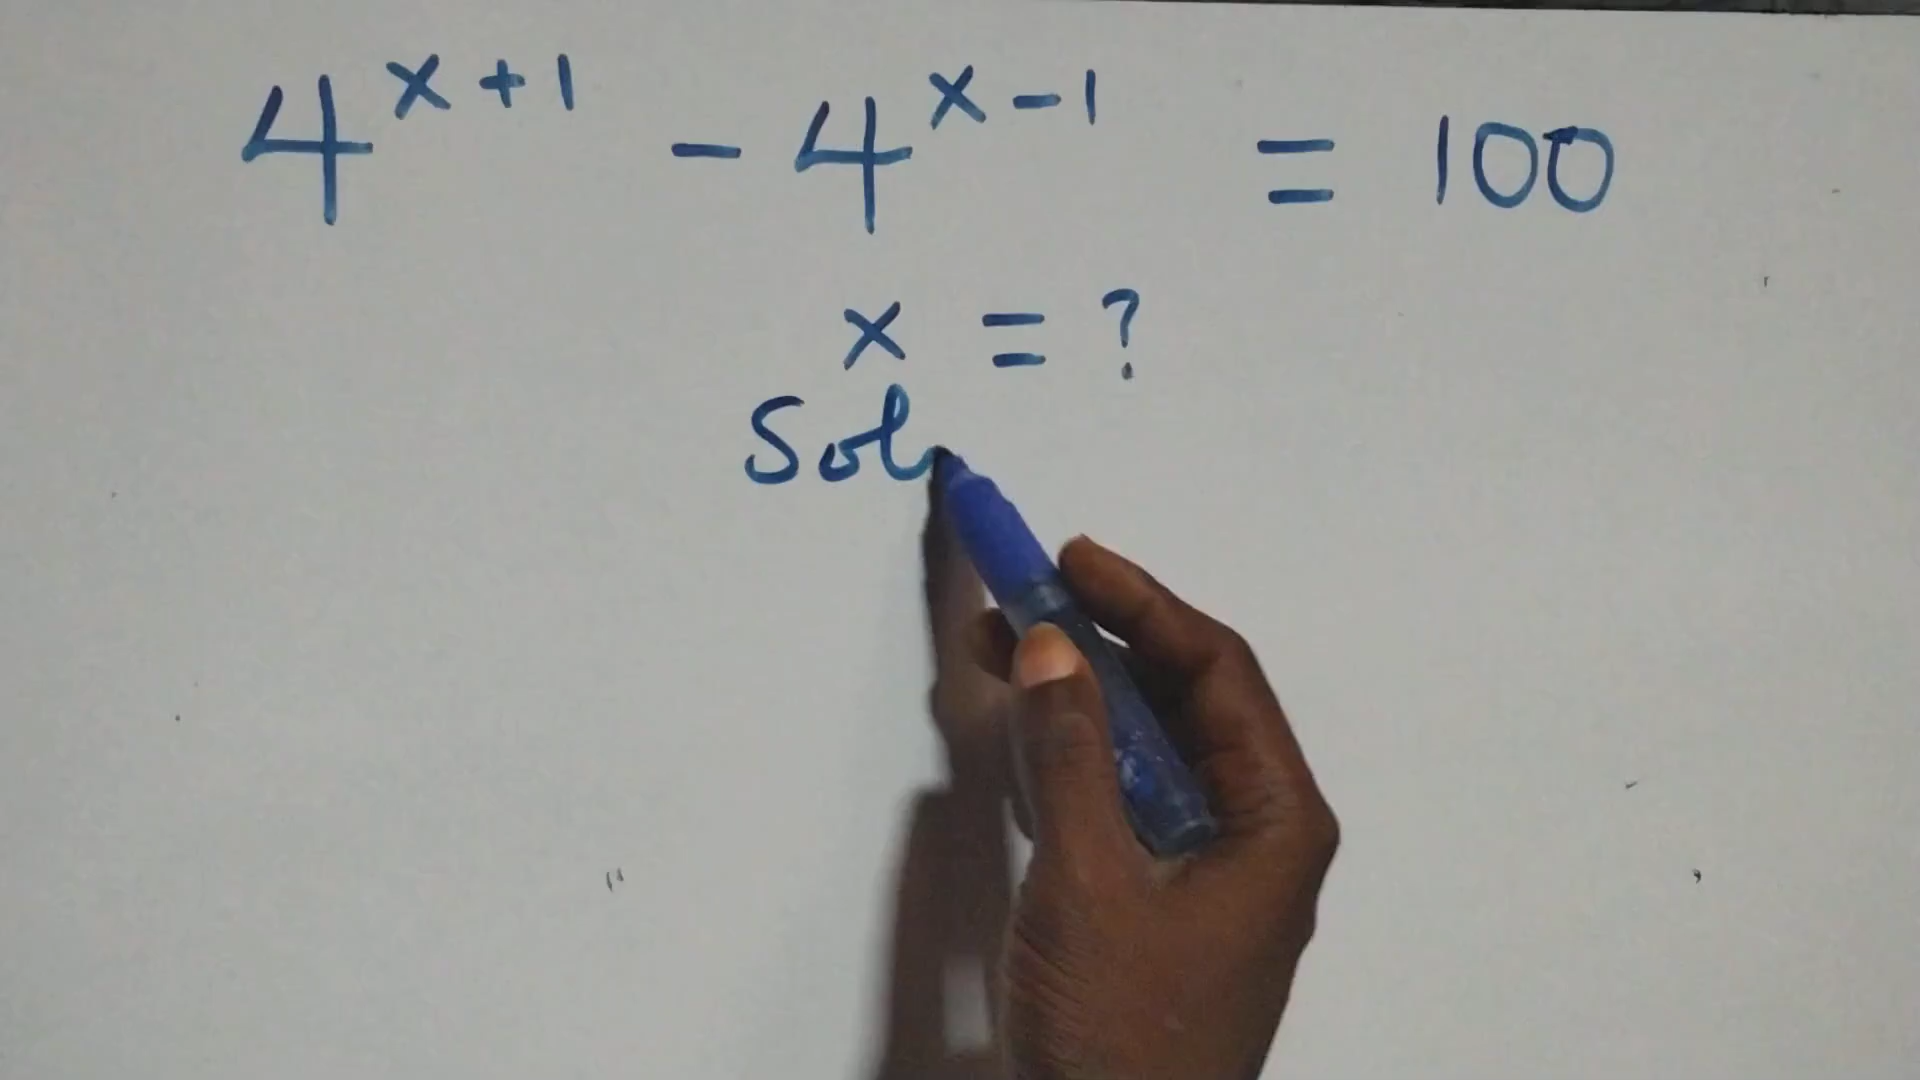 4^{x+1} - 4^{x-1} = 100
x = ?
Sol